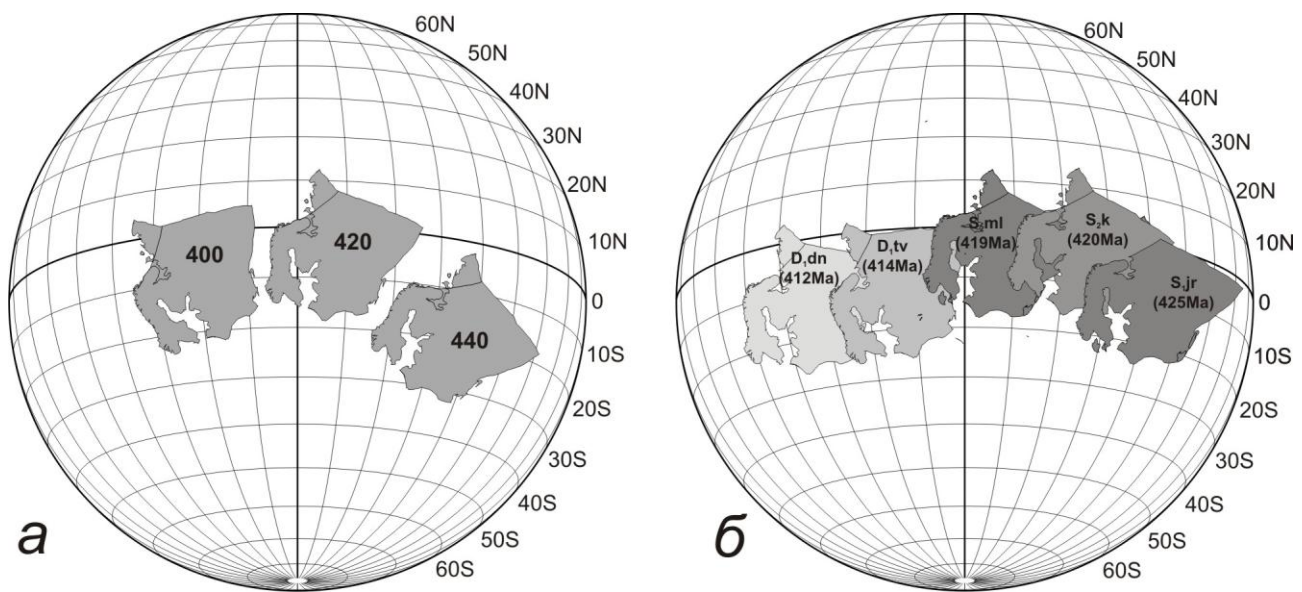 60N
50N
40N
30N
20N
10N
0
10S
20S
30S
40S
50S
60S
400
420
440
а
60N
50N
40N
30N
20N
10N
0
10S
20S
30S
40S
50S
60S
D₁dn
(412Ma)
D₁tv
(414Ma)
S₂ml
(419Ma)
S₂k
(420Ma)
S₁jr
(425Ma)
б